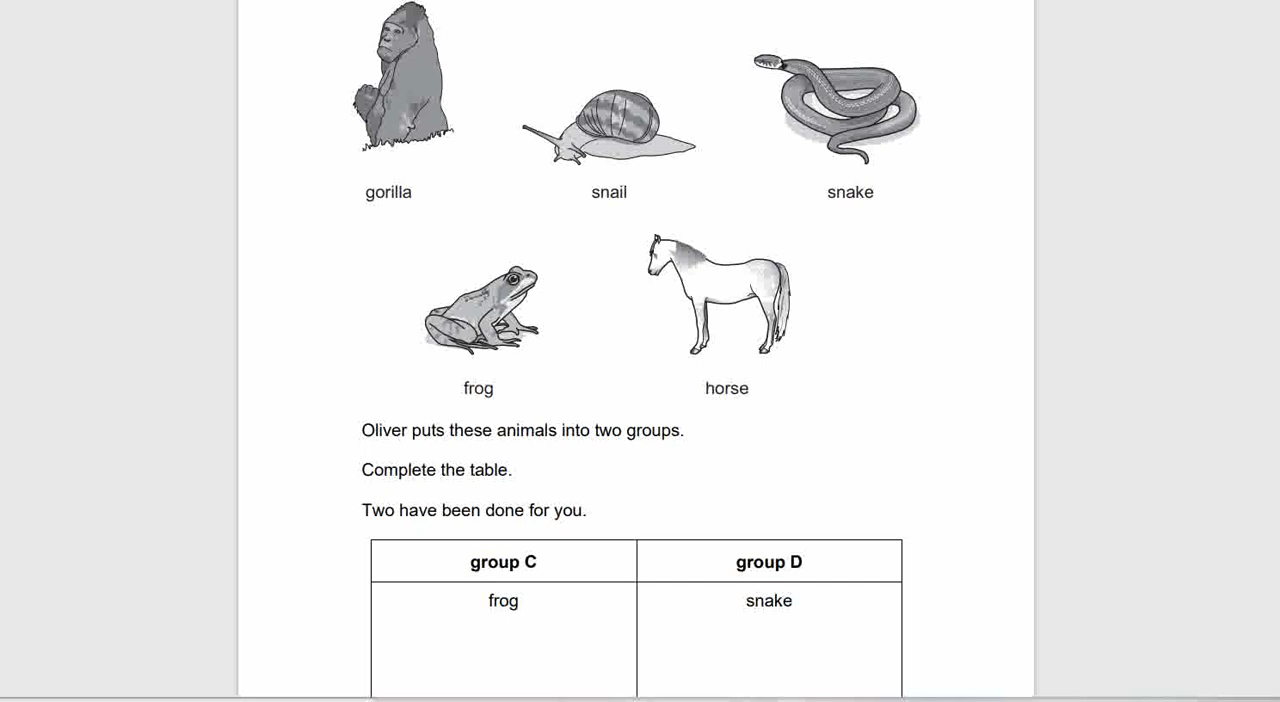 gorilla snail snake
frog horse
Oliver puts these animals into two groups.
Complete the table.
Two have been done for you.
group C group D
frog snake